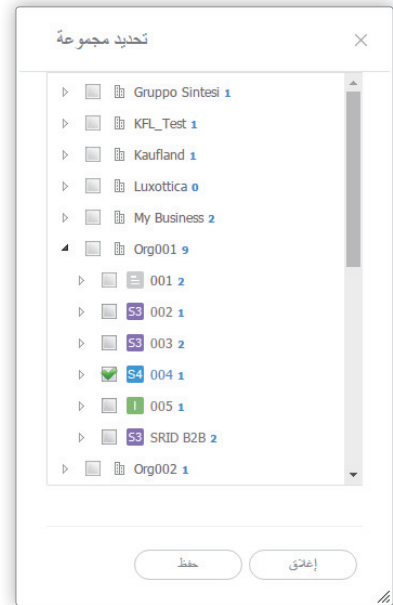 تحديد مجموعة
Gruppo Sintesi 1
KFL_Test 1
Kaufland 1
Luxottica 0
My Business 2
Org001 9
001 2
S3 002 1
S3 003 2
S4 004 1
I 005 1
S3 SRID B2B 2
Org002 1
إغلاق حفظ